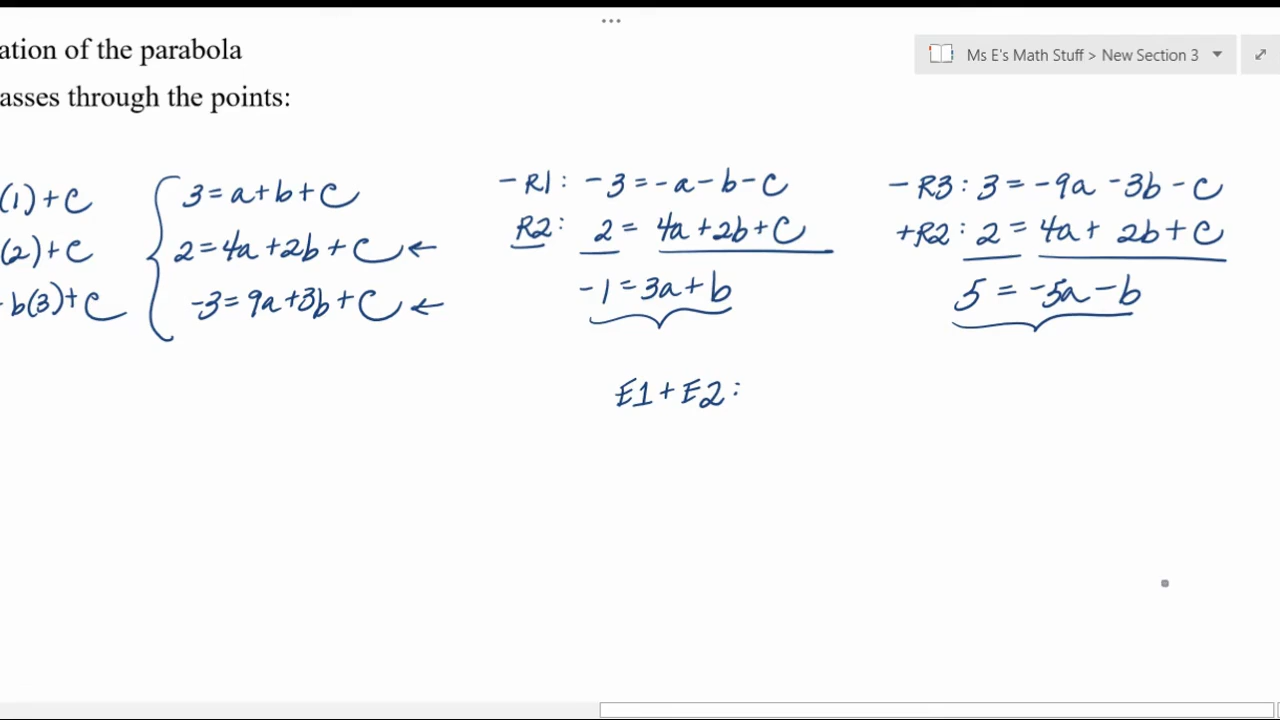 ation of the parabola
Ms E's Math Stuff > New Section 3
asses through the points:
(1)+C
(2)+C
b(3)+C
3=a+b+C
2=4a+2b+C←
-3=9a+3b+C←
-R1: -3=-a-b-C
R2: 2=4a+2b+C
-1=3a+b
-R3: 3=-9a-3b-C
+R2: 2=4a+2b+C
5=-5a-b
E1+E2: